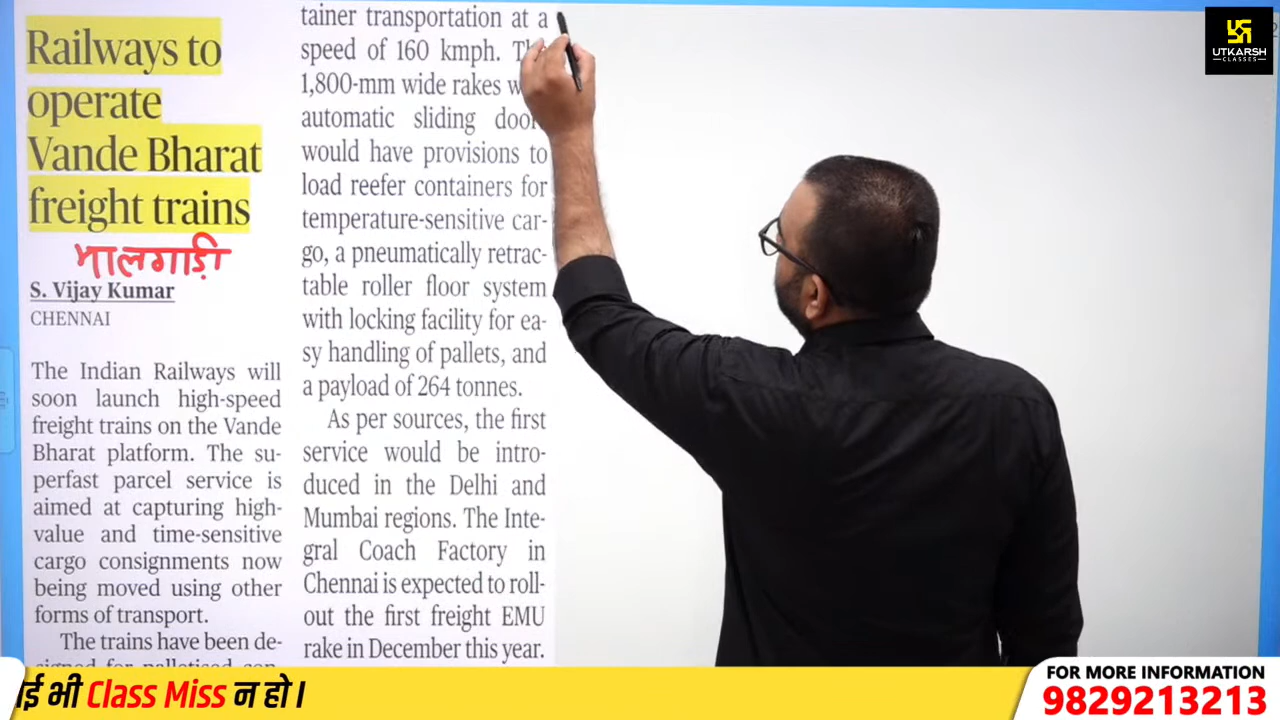 Railways to
operate
Vande Bharat
freight trains
मालगाड़ी
S. Vijay Kumar
CHENNAI
The Indian Railways will
soon launch high-speed
freight trains on the Vande
Bharat platform. The su-
perfast parcel service is
aimed at capturing high-
value and time-sensitive
cargo consignments now
being moved using other
forms of transport.
The trains have been de-
signed for palletised con-
tainer transportation at a
speed of 160 kmph.
1,800-mm wide rakes
automatic sliding
would have provisions to
load reefer containers for
temperature-sensitive car-
go, a pneumatically retrac-
table roller floor system
with locking facility for ea-
sy handling of pallets, and
a payload of 264 tonnes.
As per sources, the first
service would be intro-
duced in the Delhi and
Mumbai regions. The Inte-
gral Coach Factory in
Chennai is expected to roll-
out the first freight EMU
rake in December this year.
UTKARSH
CLASSES
ई भी Class Miss न हो।
FOR MORE INFORMATION
9829213213